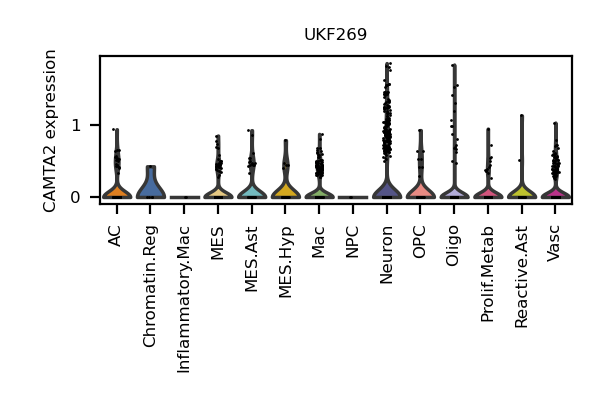 UKF269
CAMTA2 expression
1
0
AC
Chromatin.Reg
Inflammatory.Mac
MES
MES.Ast
MES.Hyp
Mac
NPC
Neuron
OPC
Oligo
Prolif.Metab
Reactive.Ast
Vasc